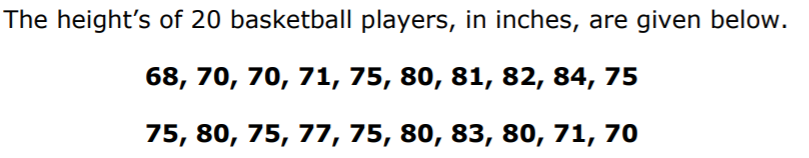 The height’s of 20 basketball players, in inches, are given below.
68, 70, 70, 71, 75, 80, 81, 82, 84, 75
75, 80, 75, 77, 75, 80, 83, 80, 71, 70